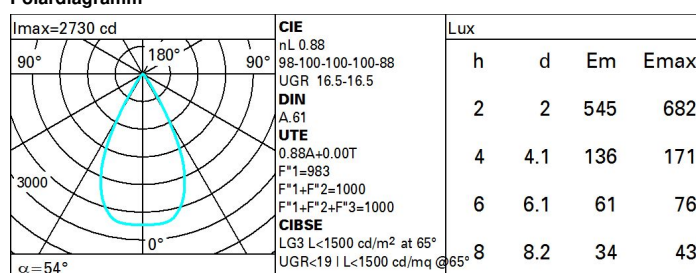 Polardiagramm
Imax=2730 cd
90° 180° 90°
3000
0°
α=54°
CIE
nL 0.88
98-100-100-100-88
UGR 16.5-16.5
DIN
A.61
UTE
0.88A+0.00T
F"1=983
F"1+F"2=1000
F"1+F"2+F"3=1000
CIBSE
LG3 L<1500 cd/m² at 65°
UGR<19 | L<1500 cd/mq @65°
Lux
h d Em Emax
2 2 545 682
4 4.1 136 171
6 6.1 61 76
8 8.2 34 43